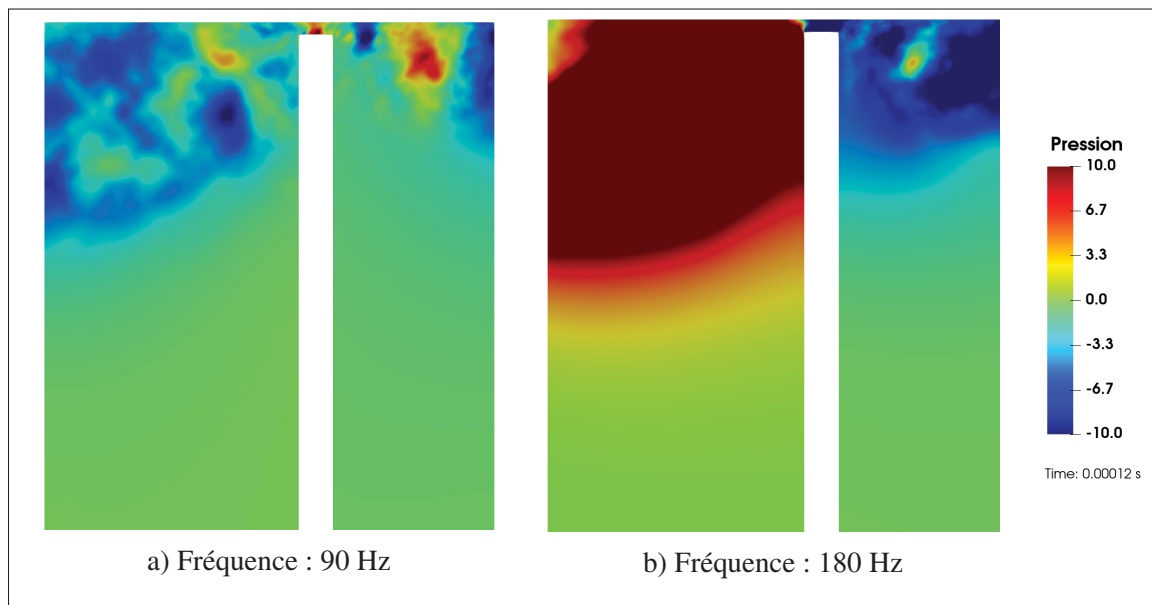 Pression
10.0
6.7
3.3
0.0
-3.3
-6.7
-10.0
Time: 0.00012 s
a) Fréquence : 90 Hz
b) Fréquence : 180 Hz